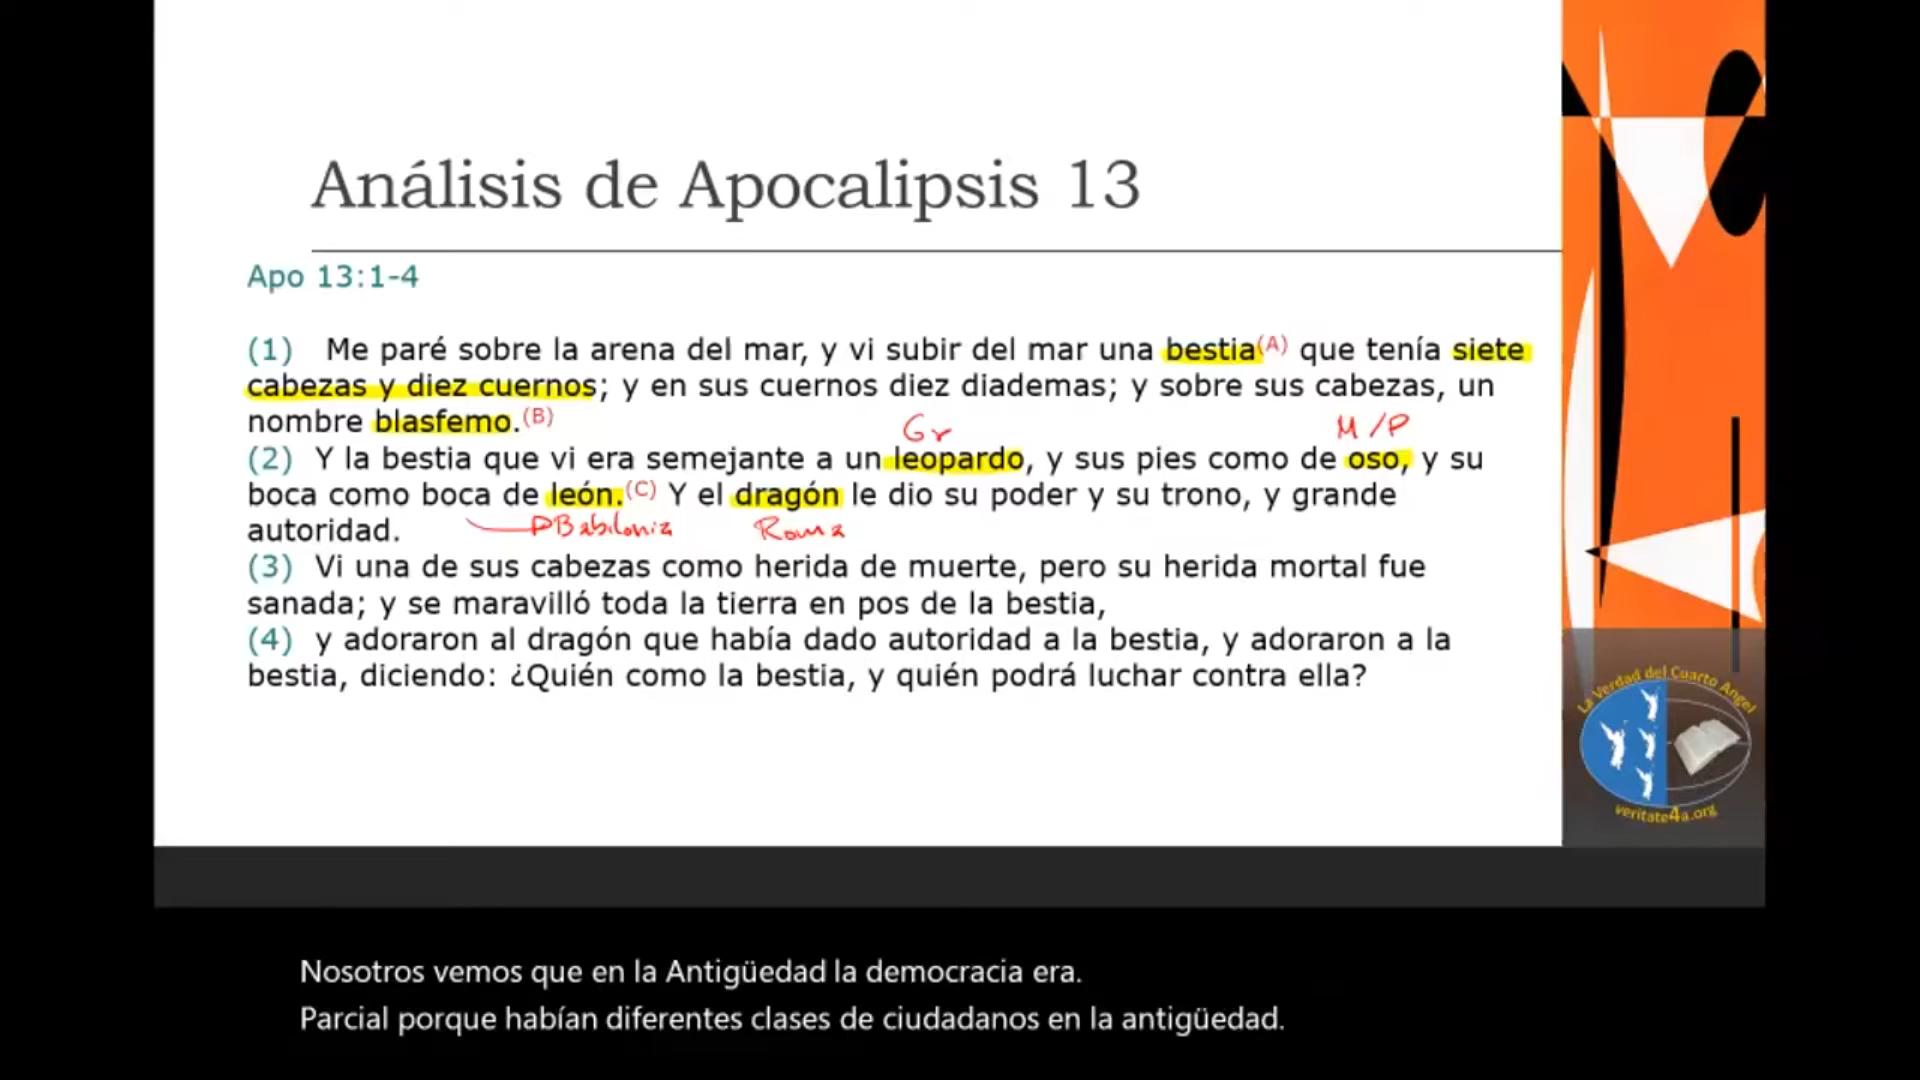 Análisis de Apocalipsis 13
Apo 13:1-4
(1) Me paré sobre la arena del mar, y vi subir del mar una bestia(A) que tenía siete
cabezas y diez cuernos; y en sus cuernos diez diademas; y sobre sus cabezas, un
nombre blasfemo.(B)
Gr M/P
(2) Y la bestia que vi era semejante a un leopardo, y sus pies como de oso, y su
boca como boca de león.(C) Y el dragón le dio su poder y su trono, y grande
autoridad.
Babilonia Roma
(3) Vi una de sus cabezas como herida de muerte, pero su herida mortal fue
sanada; y se maravilló toda la tierra en pos de la bestia,
(4) y adoraron al dragón que había dado autoridad a la bestia, y adoraron a la
bestia, diciendo: ¿Quién como la bestia, y quién podrá luchar contra ella?
La Verdad del Cuarto Angel
veritate4a.org
Nosotros vemos que en la Antigüedad la democracia era.
Parcial porque habían diferentes clases de ciudadanos en la antigüedad.